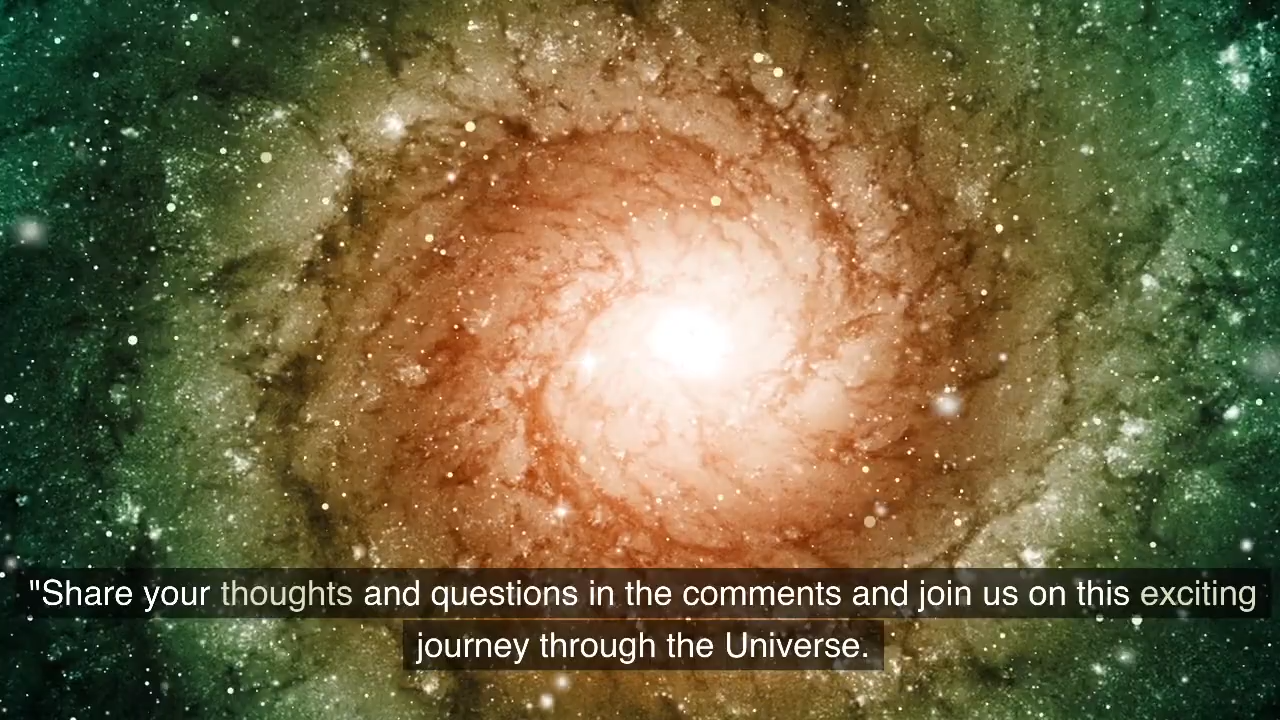 "Share your thoughts and questions in the comments and join us on this exciting
journey through the Universe.